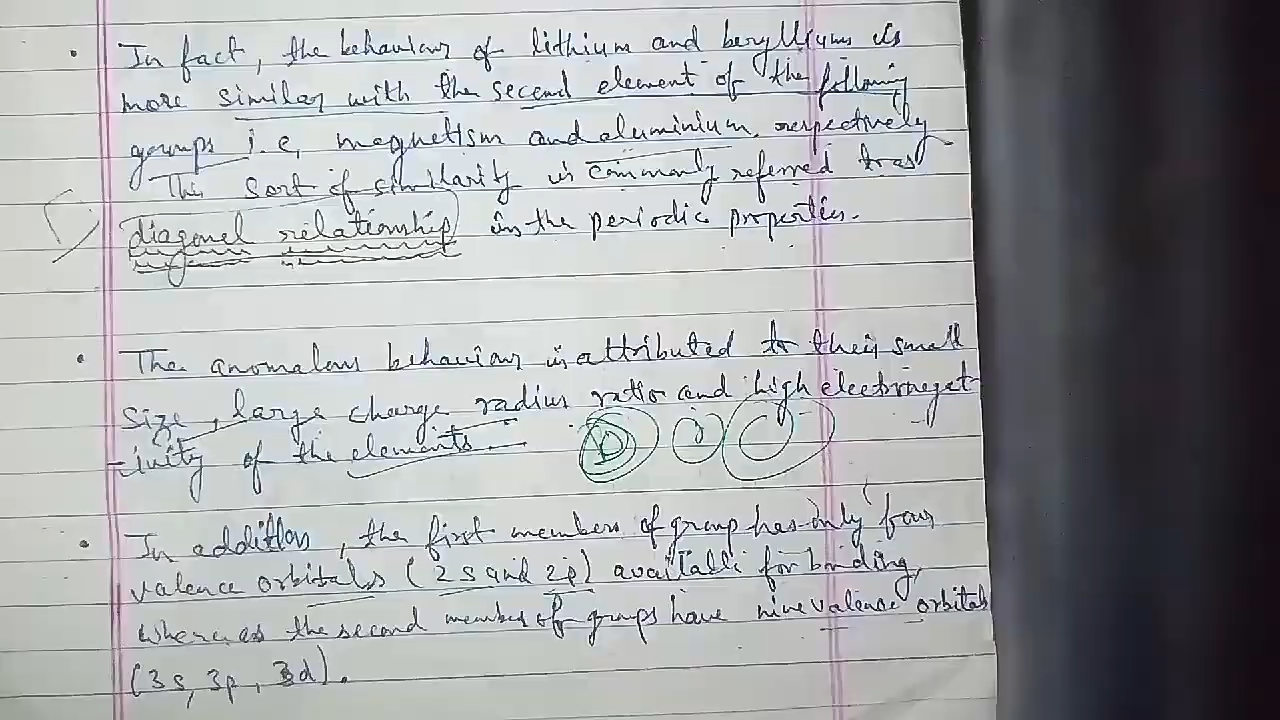 In fact, the behaviour of lithium and beryllium is
more similar with the second element of the following
groups i.e, magnetism and aluminium, respectively
This sort of similarity is commonly referred to as
diagonal relationship in the periodic properties.
The anomalous behaviour is attributed to their small
size, large charge radius ratio and high electronegat
-ivity of the elements.
In addition, the first members of group has only four
valence orbitals (2s and 2p) available for bonding,
whereas the second member of groups have nine valence orbitals
(3s, 3p, 3d).